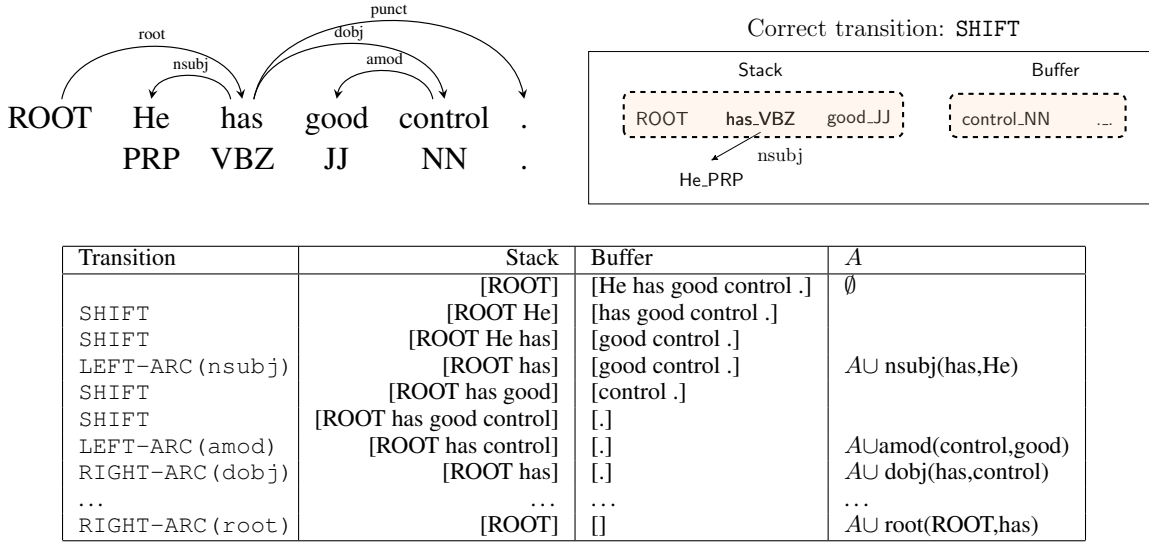 punct
root
dobj
nsubj
amod
ROOT He has good control .
PRP VBZ JJ NN .
Correct transition: SHIFT
Stack Buffer
ROOT has_VBZ good_JJ control_NN ._.
nsubj
He_PRP
Transition Stack Buffer A
[ROOT] [He has good control .] ∅
SHIFT [ROOT He] [has good control .]
SHIFT [ROOT He has] [good control .]
LEFT-ARC(nsubj) [ROOT has] [good control .] A∪ nsubj(has,He)
SHIFT [ROOT has good] [control .]
SHIFT [ROOT has good control] [.]
LEFT-ARC(amod) [ROOT has control] [.] A∪amod(control,good)
RIGHT-ARC(dobj) [ROOT has] [.] A∪ dobj(has,control)
... ... ... ...
RIGHT-ARC(root) [ROOT] [] A∪ root(ROOT,has)